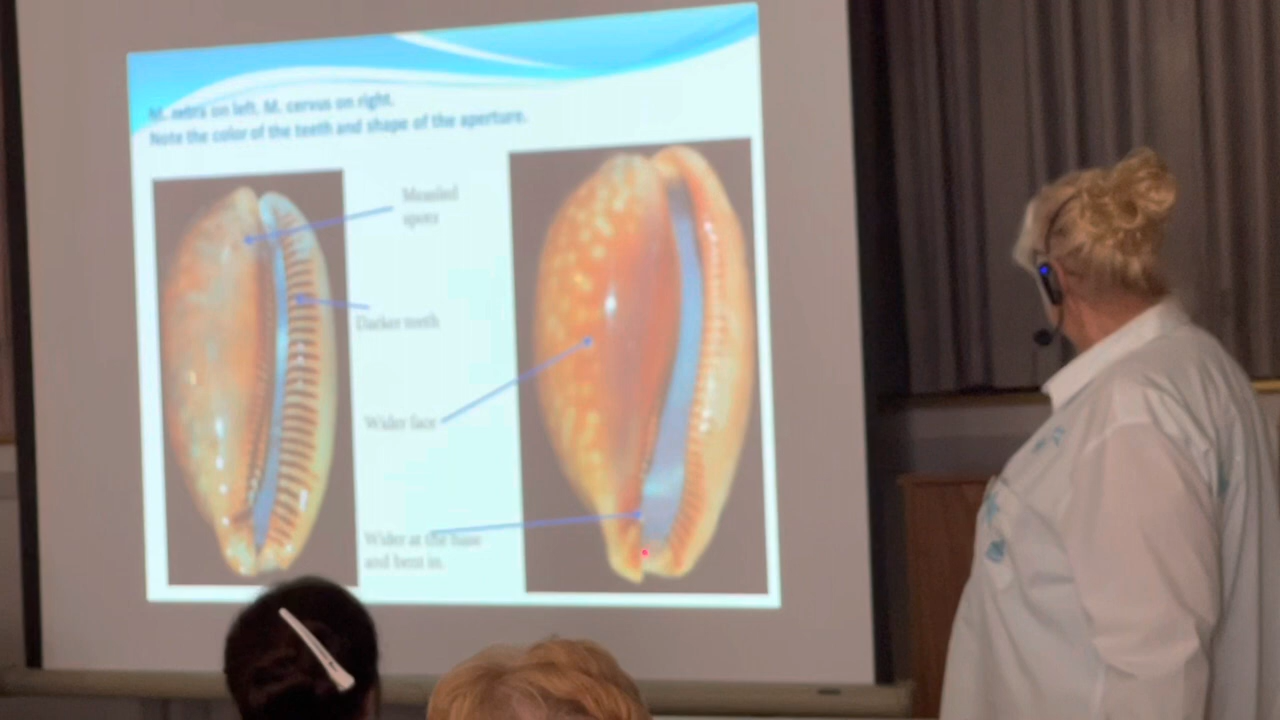 M. zebra on left. M. cervus on right.
Note the color of the teeth and shape of the aperture.
Measled
spots
Darker teeth
Wider face
Wider at the base
and bent in.